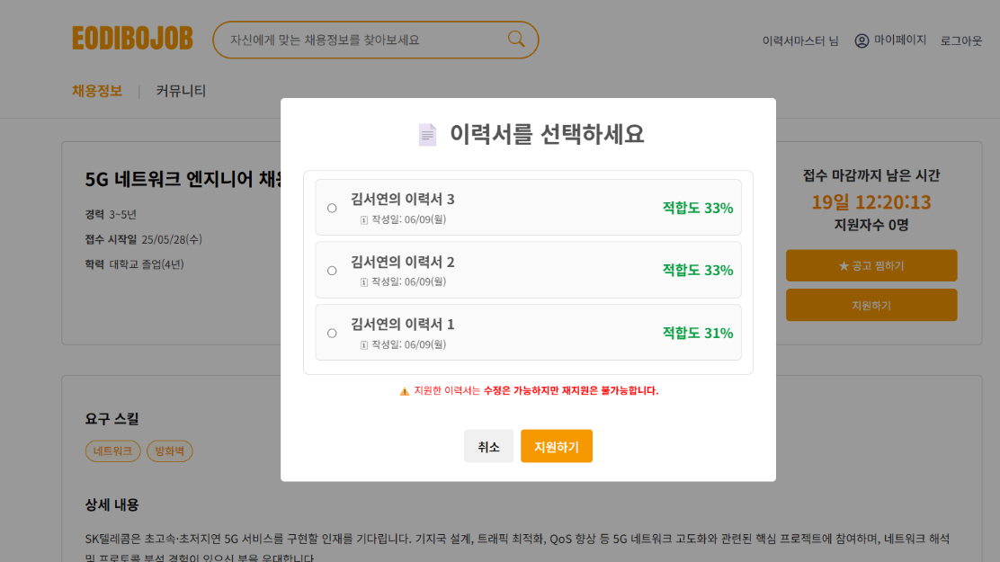 EODIBOJOB
자신에게 맞는 채용정보를 찾아보세요
이력서마스터 님
마이페이지
로그아웃
채용정보 | 커뮤니티
이력서를 선택하세요
5G 네트워크 엔지니어 채용
경력 3~5년
접수 시작일 25/05/28(수)
학력 대학교 졸업(4년)
김서연의 이력서 3
작성일: 06/09(월)
적합도 33%
김서연의 이력서 2
작성일: 06/09(월)
적합도 33%
김서연의 이력서 1
작성일: 06/09(월)
적합도 31%
⚠ 지원한 이력서는 수정은 가능하지만 재지원은 불가능합니다.
취소
지원하기
접수 마감까지 남은 시간
19일 12:20:13
지원자수 0명
★ 공고 찜하기
지원하기
요구 스킬
네트워크
방화벽
상세 내용
SK텔레콤은 초고속·초저지연 5G 서비스를 구현할 인재를 기다립니다. 기지국 설계, 트래픽 최적화, QoS 향상 등 5G 네트워크 고도화와 관련된 핵심 프로젝트에 참여하며, 네트워크 해석
및 프로토콜 분석 경험이 있으신 분을 우대합니다.